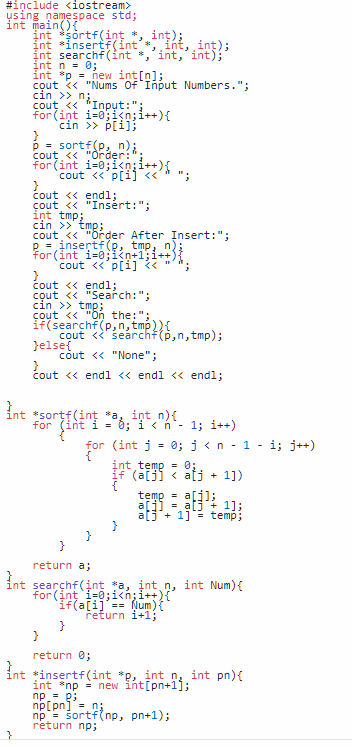 #include <iostream>
using namespace std;
int main(){
    int *sortf(int *, int);
    int *insertf(int *, int, int);
    int searchf(int *, int, int);
    int n = 0;
    int *p = new int[n];
    cout << "Nums Of Input Numbers.";
    cin >> n;
    cout << "Input:";
    for(int i=0;i<n;i++){
        cin >> p[i];
    }
    p = sortf(p, n);
    cout << "Order:";
    for(int i=0;i<n;i++){
        cout << p[i] << " ";
    }
    cout << endl;
    cout << "Insert:";
    int tmp;
    cin >> tmp;
    cout << "Order After Insert:";
    p = insertf(p, tmp, n);
    for(int i=0;i<n+1;i++){
        cout << p[i] << " ";
    }
    cout << endl;
    cout << "Search:";
    cin >> tmp;
    cout << "On the:";
    if(searchf(p,n,tmp)){
        cout << searchf(p,n,tmp);
    }else{
        cout << "None";
    }
    cout << endl << endl << endl;
}
int *sortf(int *a, int n){
    for (int i = 0; i < n - 1; i++)
        {
            for (int j = 0; j < n - 1 - i; j++)
            {
                int temp = 0;
                if (a[j] < a[j + 1])
                {
                    temp = a[j];
                    a[j] = a[j + 1];
                    a[j + 1] = temp;
                }
            }
        }
    return a;
}
int searchf(int *a, int n, int Num){
    for(int i=0;i<n;i++){
        if(a[i] == Num){
            return i+1;
        }
    }
    return 0;
}
int *insertf(int *p, int n, int pn){
    int *np = new int[pn+1];
    np = p;
    np[pn] = n;
    np = sortf(np, pn+1);
    return np;
}